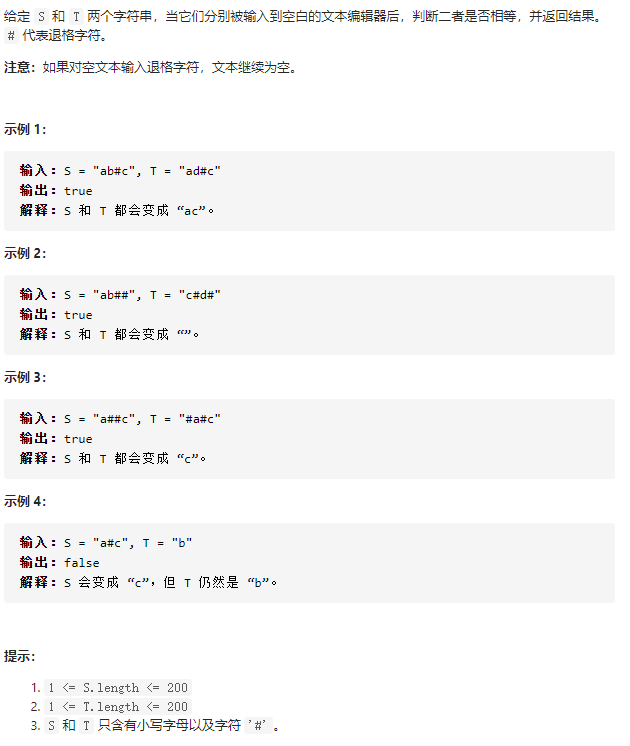 给定 S 和 T 两个字符串，当它们分别被输入到空白的文本编辑器后，判断二者是否相等，并返回结果。
# 代表退格字符。
注意：如果对空文本输入退格字符，文本继续为空。
示例 1：
输入：S = "ab#c", T = "ad#c"
输出：true
解释：S 和 T 都会变成 “ac”。
示例 2：
输入：S = "ab##", T = "c#d#"
输出：true
解释：S 和 T 都会变成 “”。
示例 3：
输入：S = "a##c", T = "#a#c"
输出：true
解释：S 和 T 都会变成 “c”。
示例 4：
输入：S = "a#c", T = "b"
输出：false
解释：S 会变成 “c”，但 T 仍然是 “b”。
提示：
1. 1 <= S.length <= 200
2. 1 <= T.length <= 200
3. S 和 T 只含有小写字母以及字符 '#'。